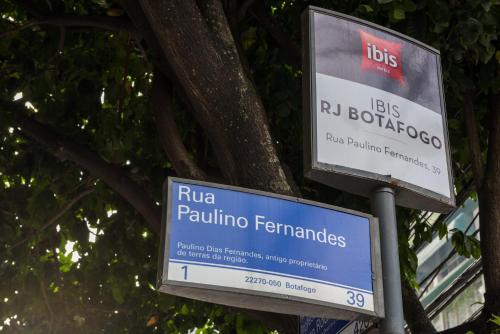 ibis
HOTELS
IBIS
RJ BOTAFOGO
Rua Paulino Fernandes, 39
Rua
Paulino Fernandes
Paulino Dias Fernandes, antigo proprietário
de terras da região.
1
22270-050 Botafogo
39